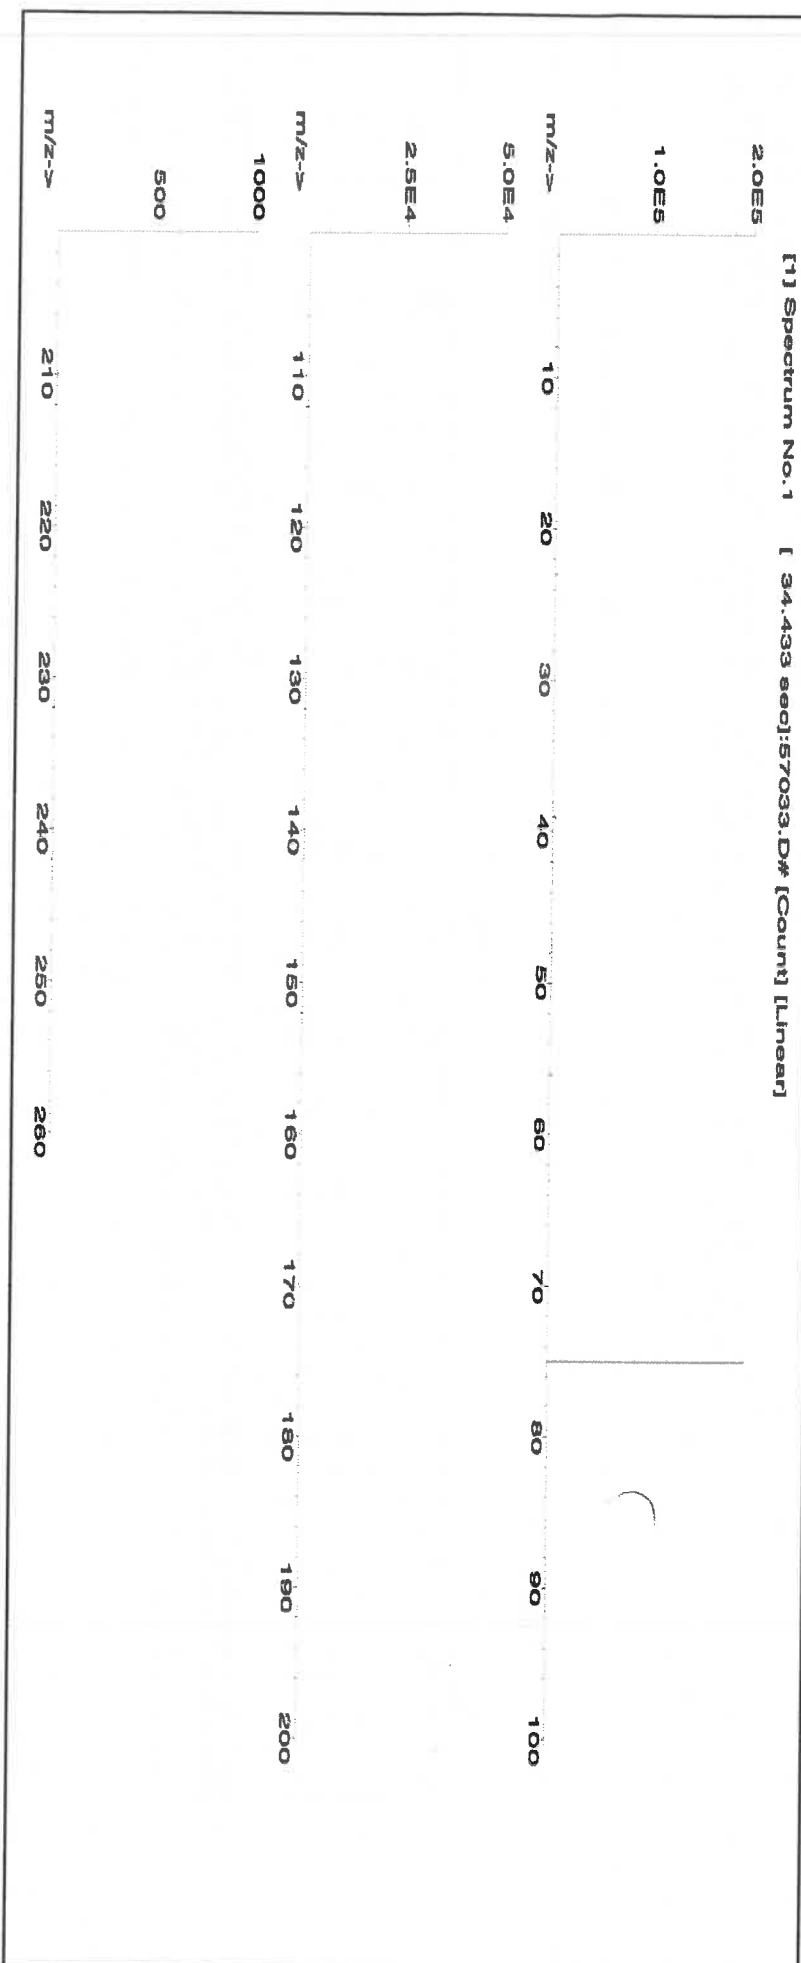 [1] Spectrum No.1 [ 34.433 sec]:57033.D# [Count] [Linear]
2.0E5
1.0E5
m/z-> 10 20 30 40 50 60 70 80 90 100
5.0E4
2.5E4
m/z-> 110 120 130 140 150 160 170 180 190 200
1000
500
m/z-> 210 220 230 240 250 260